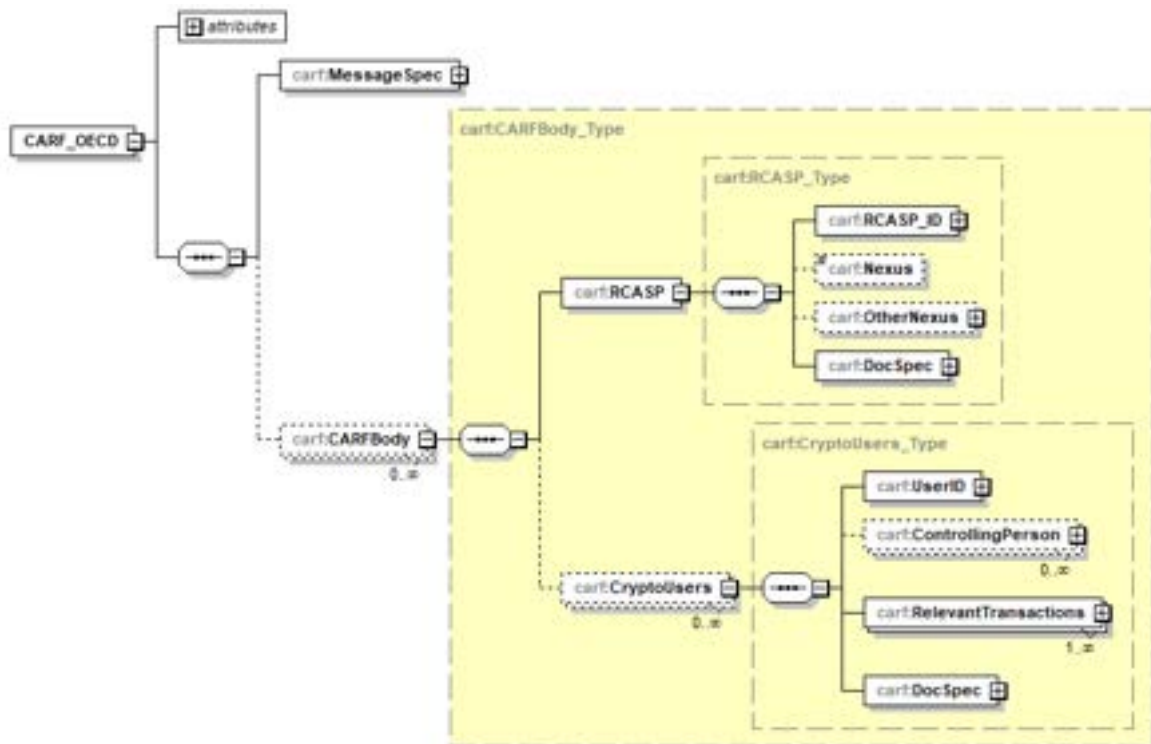 attributes
carf:MessageSpec
CARF_OECD
carf:CARFBody_Type
carf:RCASP_Type
carf:RCASP_ID
carf:Nexus
carf:RCASP
carf:OtherNexus
carf:DocSpec
carf:CARFBody
0..∞
carf:CryptoUsers_Type
carf:UserID
carf:ControllingPerson
0..∞
carf:CryptoUsers
0..∞
carf:RelevantTransactions
1..∞
carf:DocSpec